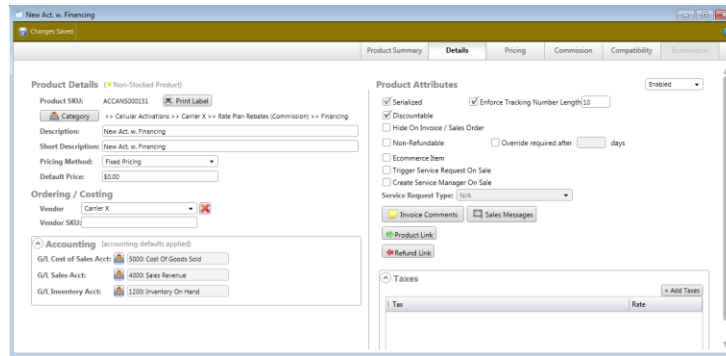 New Act. w. Financing
Changes Saved
Product Summary Details Pricing Commission Compatibility Ecommerce
Product Details (* Non-Stocked Product)
Product SKU: ACCANS000151 Print Label
Category >> Cellular Activations >> Carrier X >> Rate Plan Rebates (Commission) >> Financing
Description: New Act. w. Financing
Short Description: New Act. w. Financing
Pricing Method: Fixed Pricing
Default Price: $0.00
Ordering / Costing
Vendor Carrier X
Vendor SKU:
Accounting (accounting defaults applied)
G/L Cost of Sales Acct: 5000: Cost Of Goods Sold
G/L Sales Acct: 4000: Sales Revenue
G/L Inventory Acct: 1200: Inventory On Hand
Product Attributes Enabled
Serialized Enforce Tracking Number Length 10
Discountable
Hide On Invoice / Sales Order
Non-Refundable Override required after days
Ecommerce Item
Trigger Service Request On Sale
Create Service Manager On Sale
Service Request Type: N/A
Invoice Comments Sales Messages
Product Link
Refund Link
Taxes
+ Add Taxes
Tax Rate